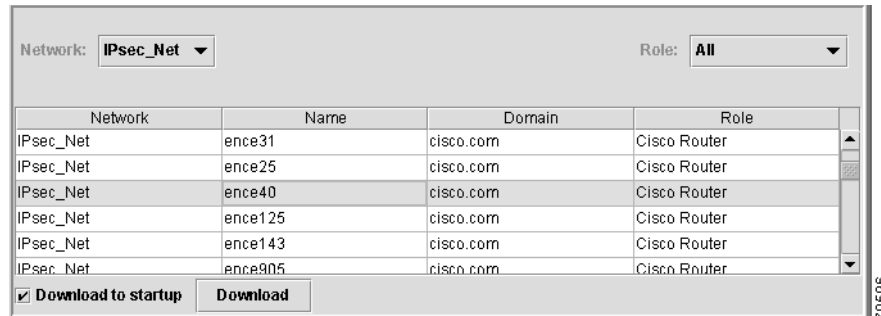 Network: IPsec_Net Role: All
Network Name Domain Role
IPsec_Net ence31 cisco.com Cisco Router
IPsec_Net ence25 cisco.com Cisco Router
IPsec_Net ence40 cisco.com Cisco Router
IPsec_Net ence125 cisco.com Cisco Router
IPsec_Net ence143 cisco.com Cisco Router
IPsec_Net ence905 cisco.com Cisco Router
Download to startup Download